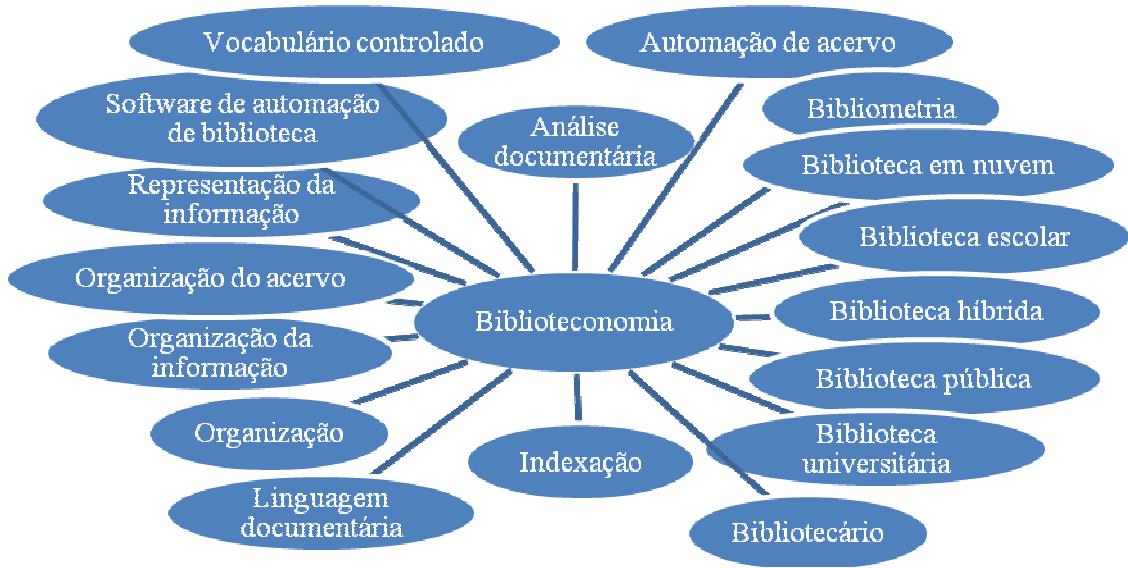 Vocabulário controlado
Automação de acervo
Software de automação
de biblioteca
Bibliometria
Análise
documentária
Biblioteca em nuvem
Representação da
informação
Biblioteca escolar
Organização do acervo
Biblioteconomia
Biblioteca híbrida
Organização da
informação
Biblioteca pública
Organização
Indexação
Biblioteca
universitária
Linguagem
documentária
Bibliotecário